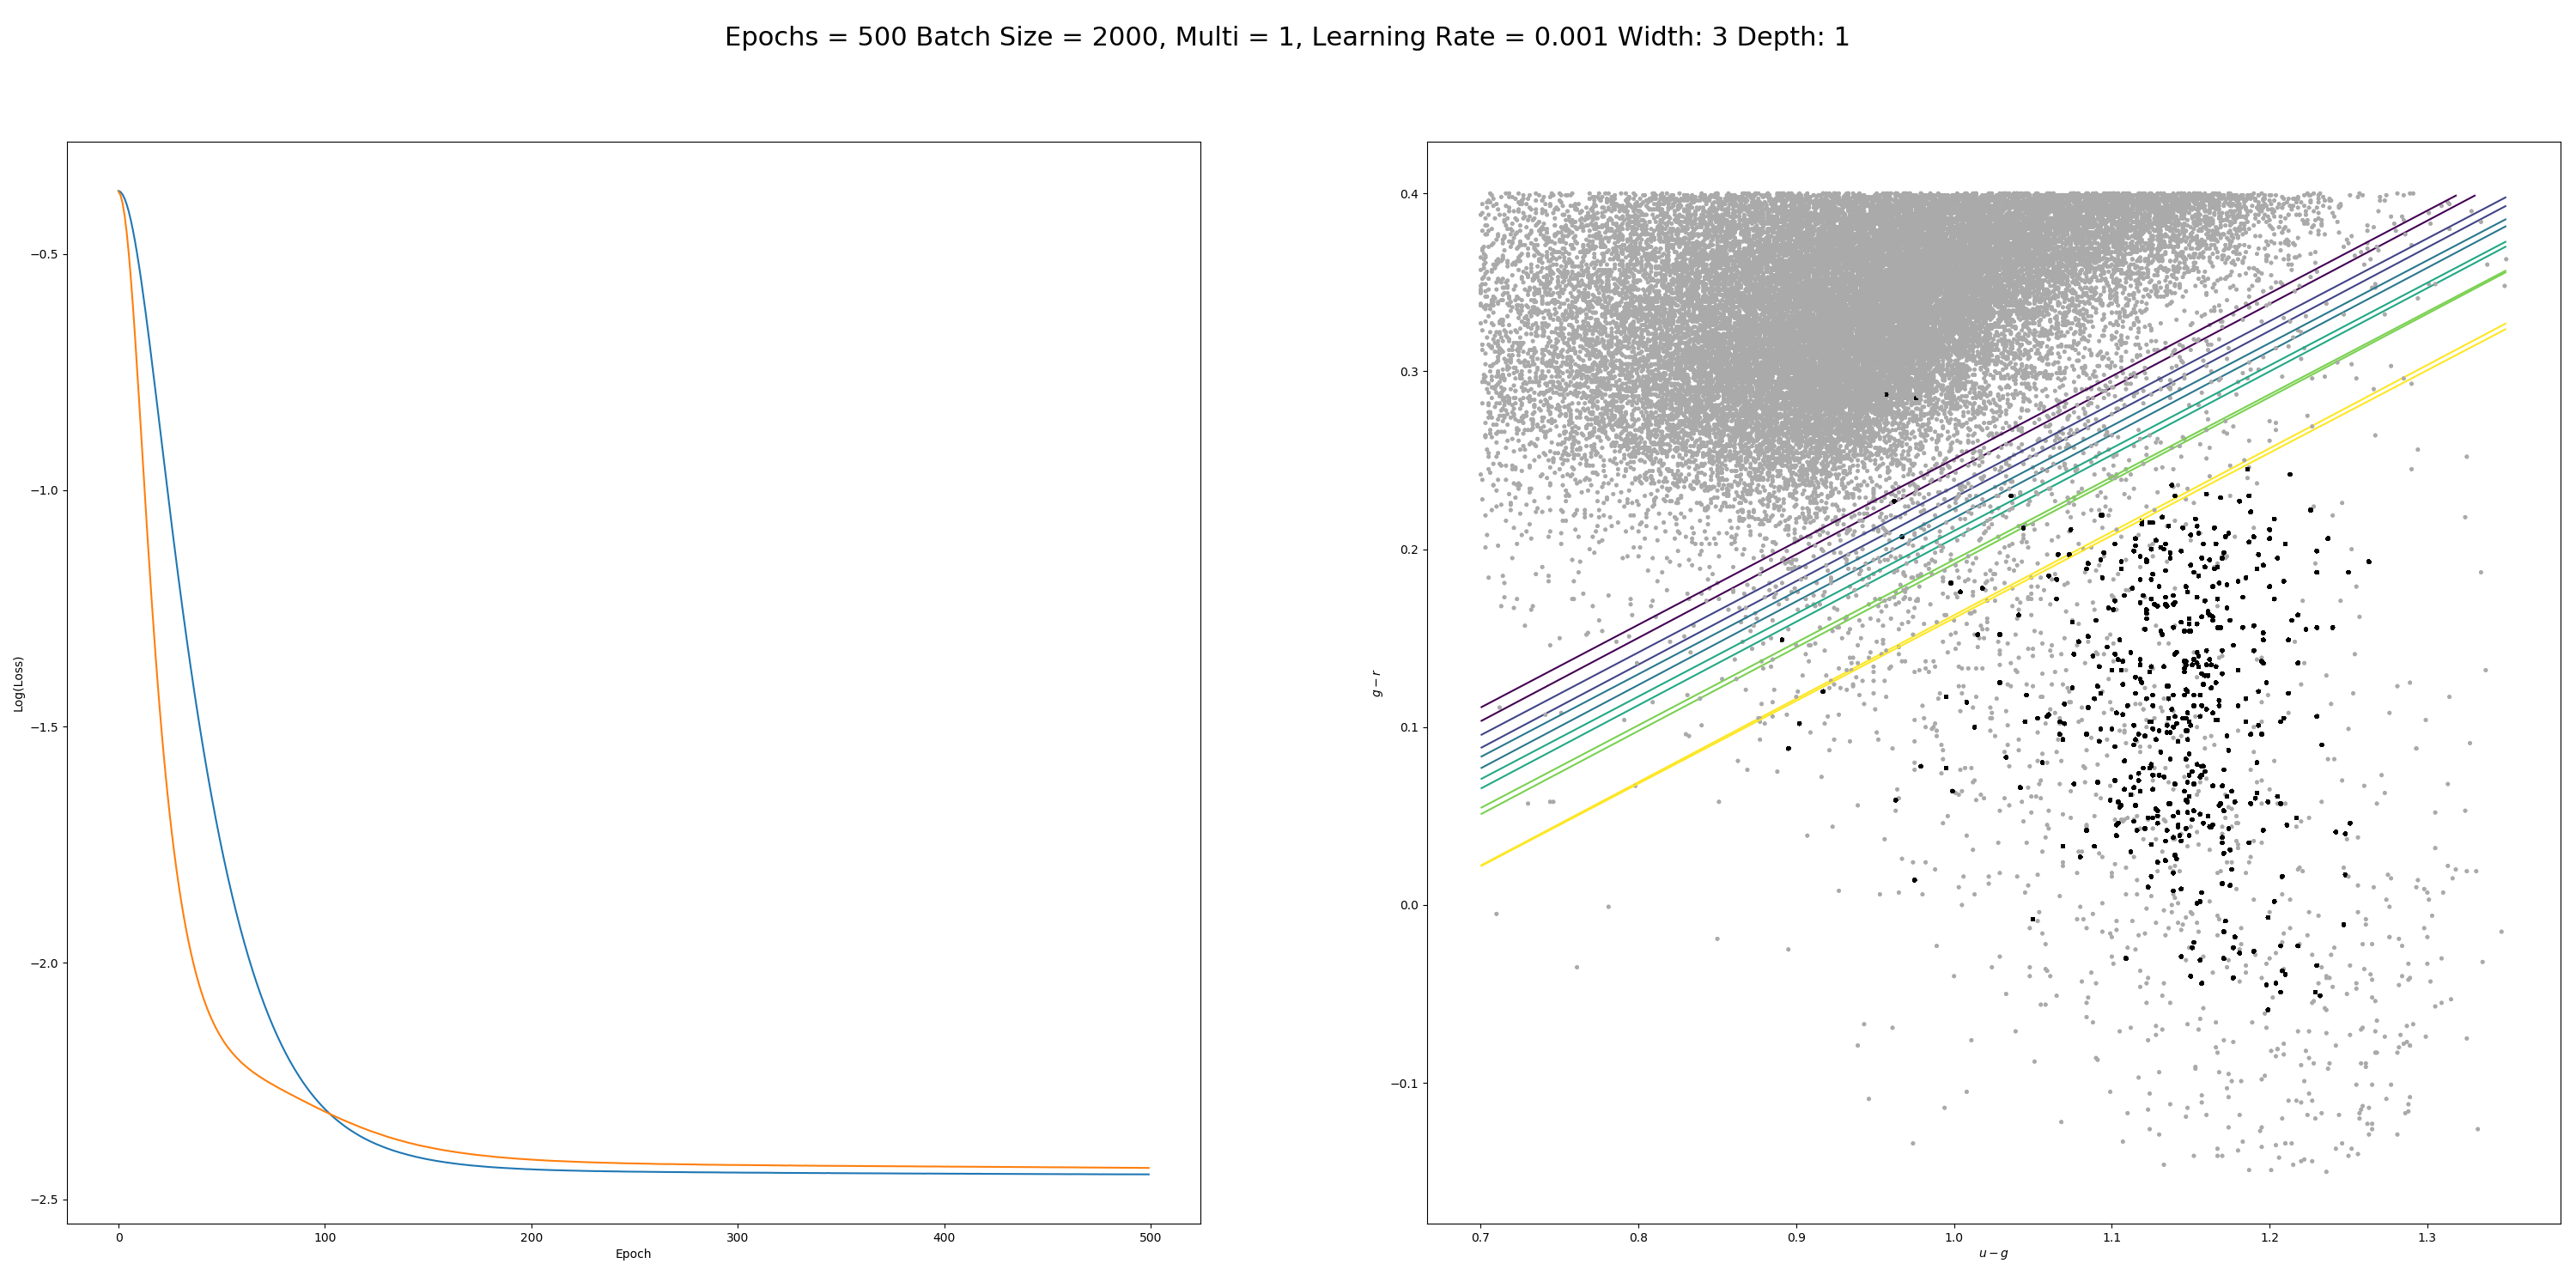 Epochs = 500 Batch Size = 2000, Multi = 1, Learning Rate = 0.001 Width: 3 Depth: 1
−0.5
−1.0
−1.5
−2.0
−2.5
Log(Loss)
0 100 200 300 400 500
Epoch
0.4
0.3
0.2
0.1
0.0
−0.1
g − r
0.7 0.8 0.9 1.0 1.1 1.2 1.3
u − g